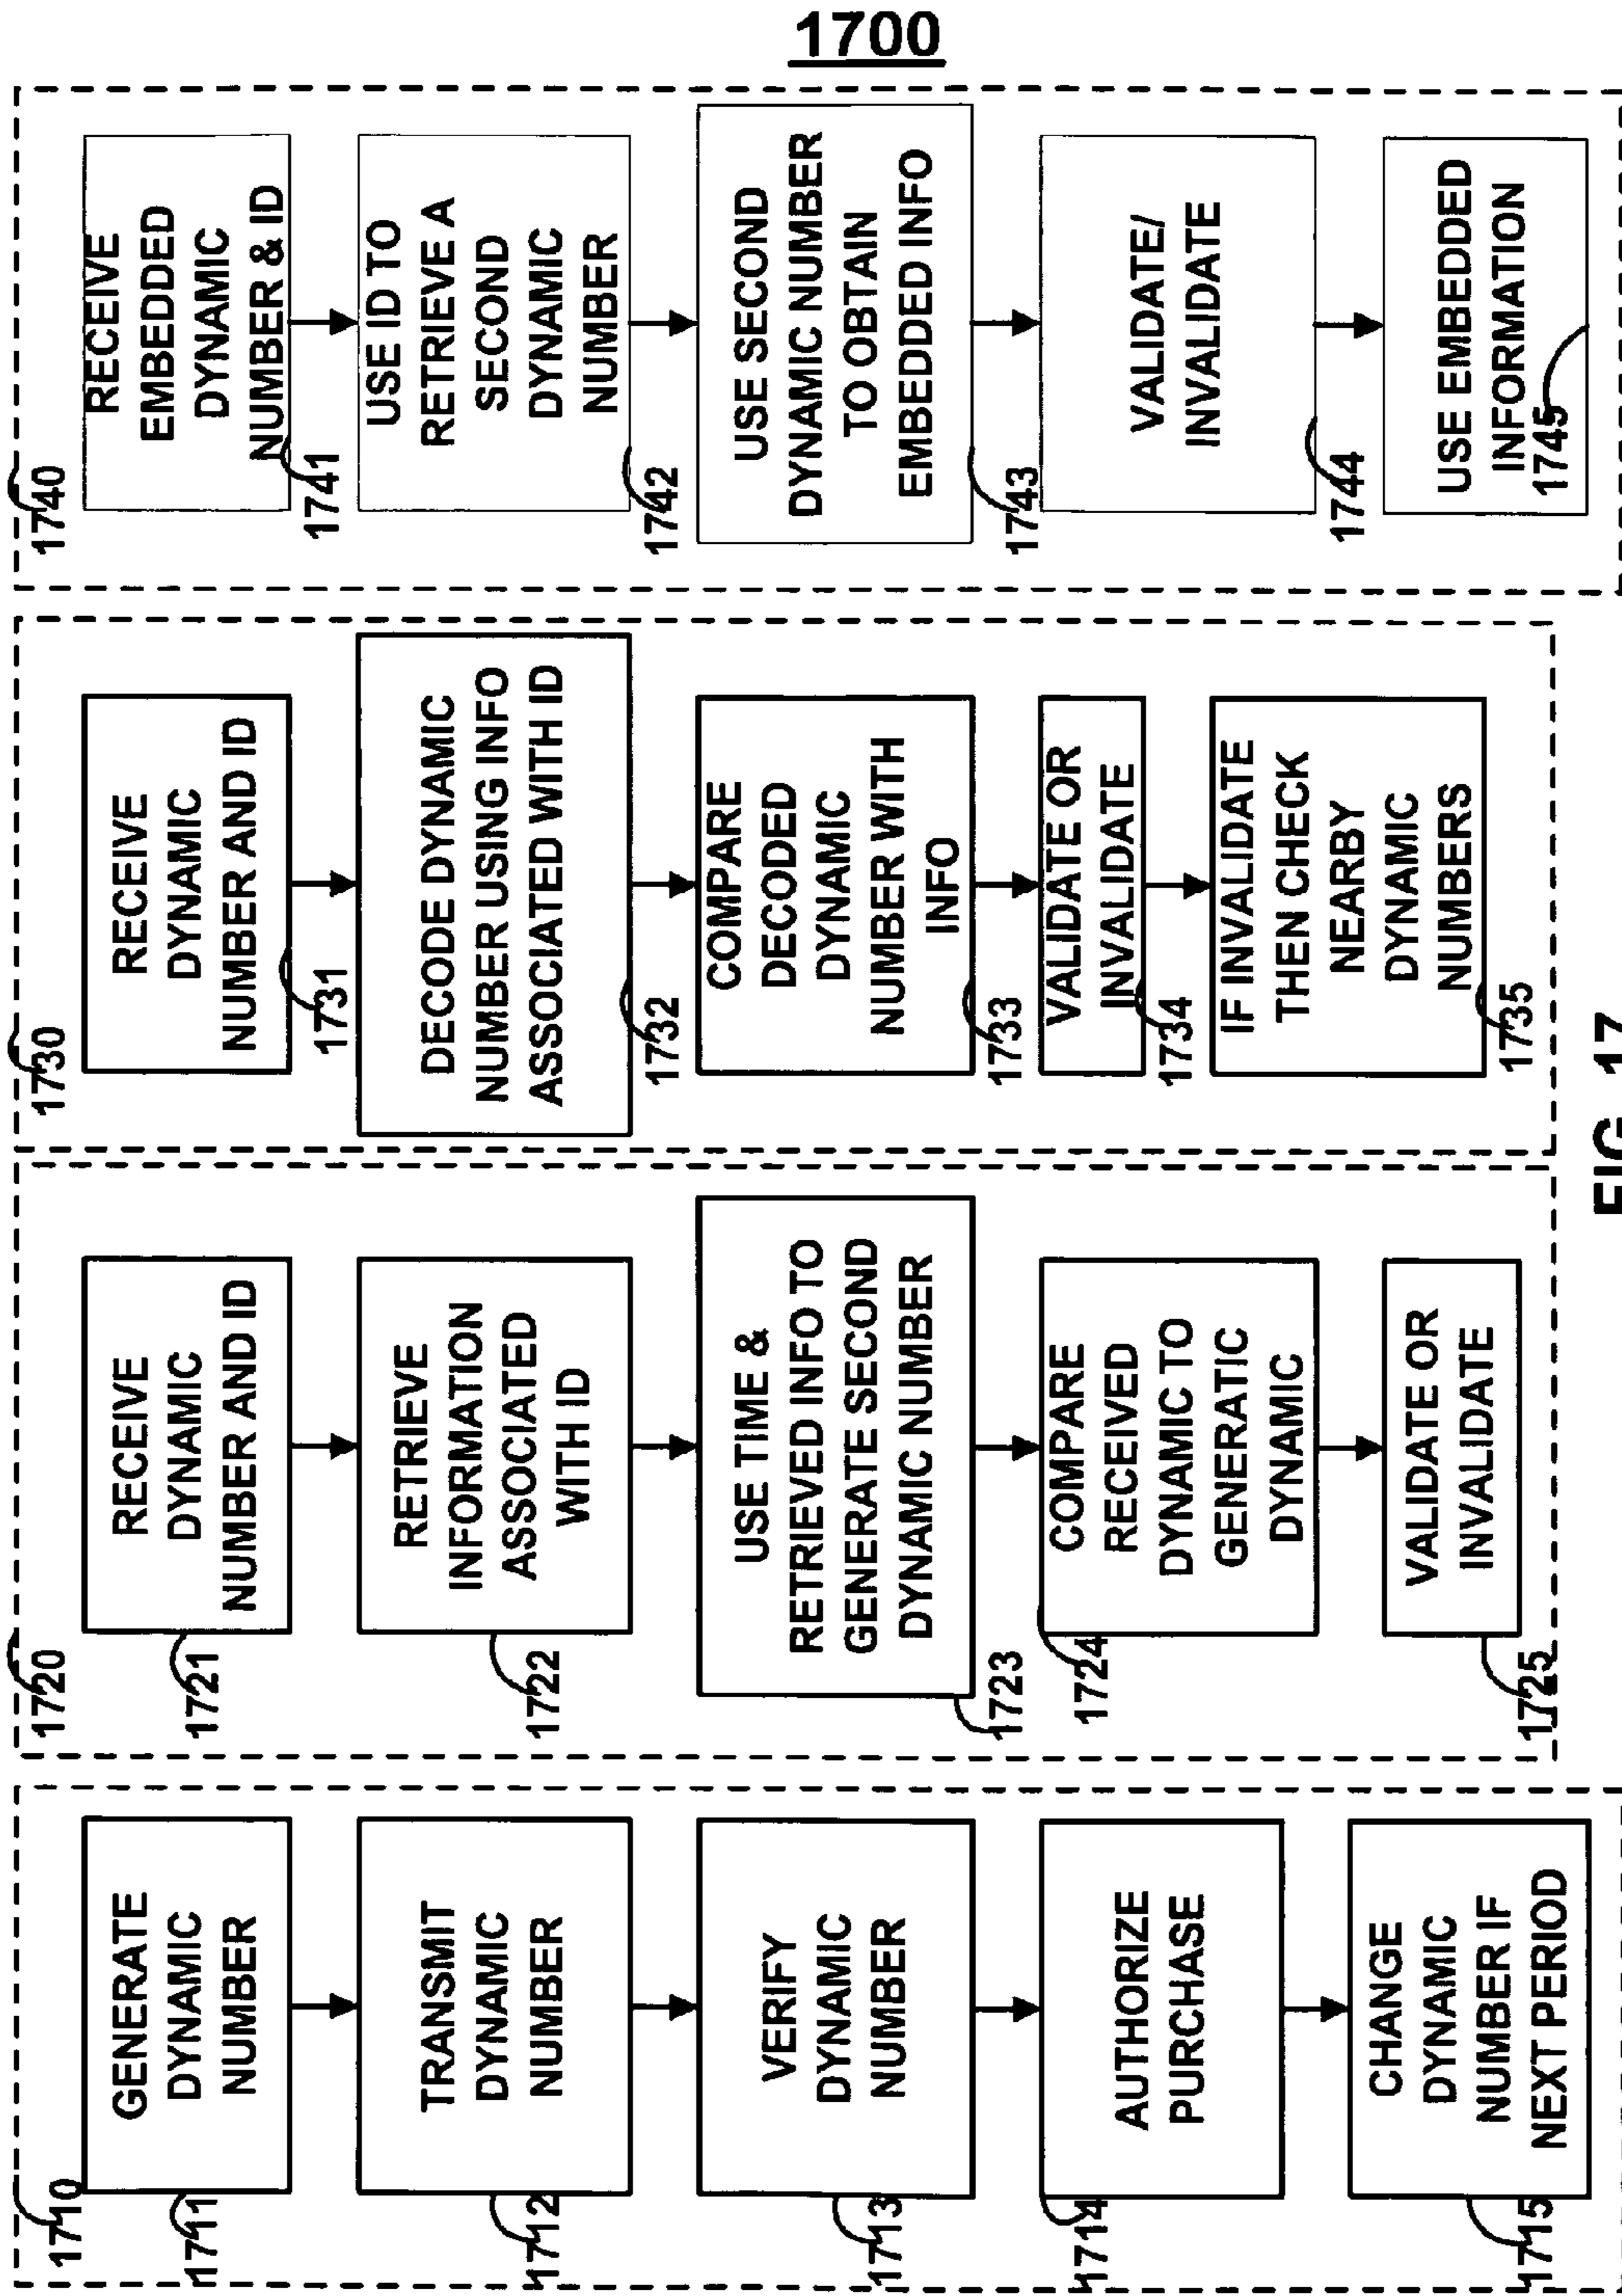 1700
1710
GENERATE
DYNAMIC
NUMBER
1711
TRANSMIT
DYNAMIC
NUMBER
1712
VERIFY
DYNAMIC
NUMBER
1713
AUTHORIZE
PURCHASE
1714
CHANGE
DYNAMIC
NUMBER IF
NEXT PERIOD
1715
1720
RECEIVE
DYNAMIC
NUMBER AND ID
1721
RETRIEVE
INFORMATION
ASSOCIATED
WITH ID
1722
USE TIME &
RETRIEVED INFO TO
GENERATE SECOND
DYNAMIC NUMBER
1723
COMPARE
RECEIVED
DYNAMIC TO
GENERATIC
DYNAMIC
1724
VALIDATE OR
INVALIDATE
1725
1730
RECEIVE
DYNAMIC
NUMBER AND ID
1731
DECODE DYNAMIC
NUMBER USING INFO
ASSOCIATED WITH ID
1732
COMPARE
DECODED
DYNAMIC
NUMBER WITH
INFO
1733
VALIDATE OR
INVALIDATE
1734
IF INVALIDATE
THEN CHECK
NEARBY
DYNAMIC
NUMBERS
1735
1740
RECEIVE
EMBEDDED
DYNAMIC
NUMBER & ID
1741
USE ID TO
RETRIEVE A
SECOND
DYNAMIC
NUMBER
1742
USE SECOND
DYNAMIC NUMBER
TO OBTAIN
EMBEDDED INFO
1743
VALIDATE/
INVALIDATE
1744
USE EMBEDDED
INFORMATION
1745
FIG. 17